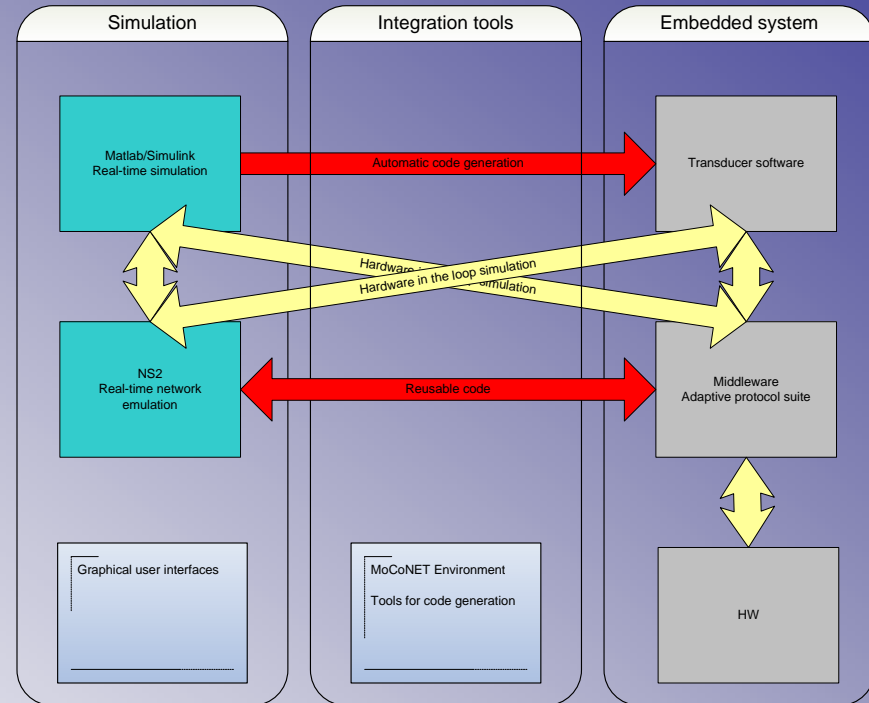 Simulation
Integration tools
Embedded system
Matlab/Simulink
Real-time simulation
Automatic code generation
Transducer software
Hardware simulation
Hardware in the loop simulation
NS2
Real-time network
emulation
Reusable code
Middleware
Adaptive protocol suite
Graphical user interfaces
MoCoNET Environment
Tools for code generation
HW